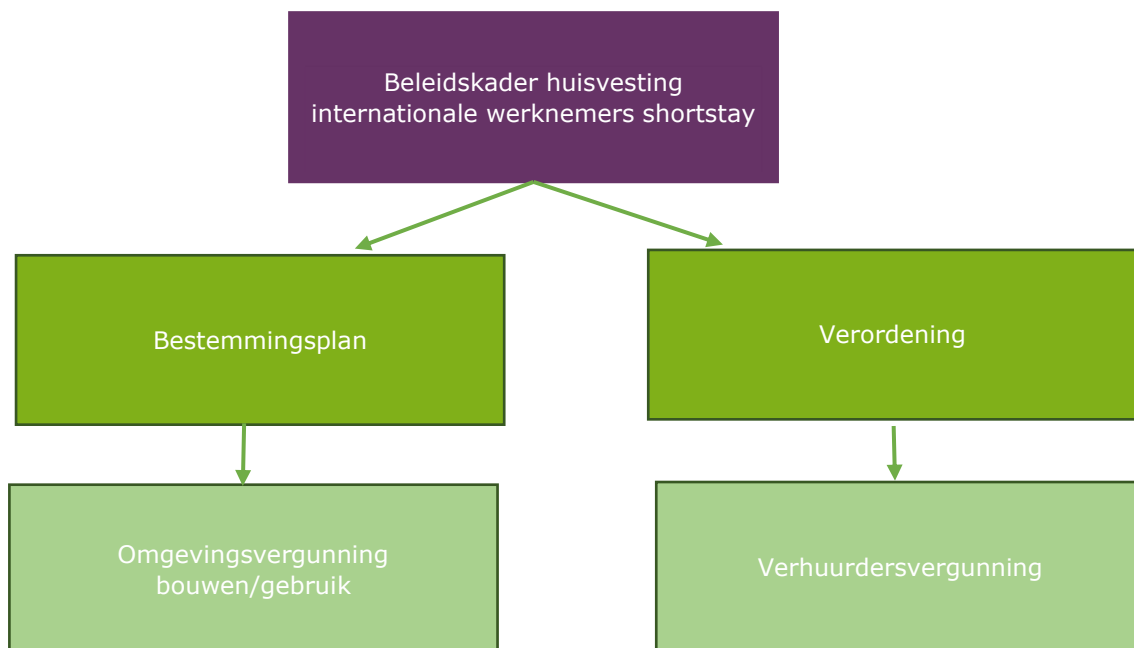 Beleidskader huisvesting
internationale werknemers shortstay
Bestemmingsplan
Verordening
Omgevingsvergunning
bouwen/gebruik
Verhuurdersvergunning